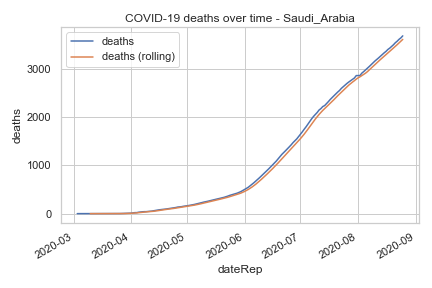 COVID-19 deaths over time - Saudi_Arabia
deaths
deaths (rolling)
deaths
3000
2000
1000
0
2020-03
2020-04
2020-05
2020-06
2020-07
2020-08
2020-09
dateRep